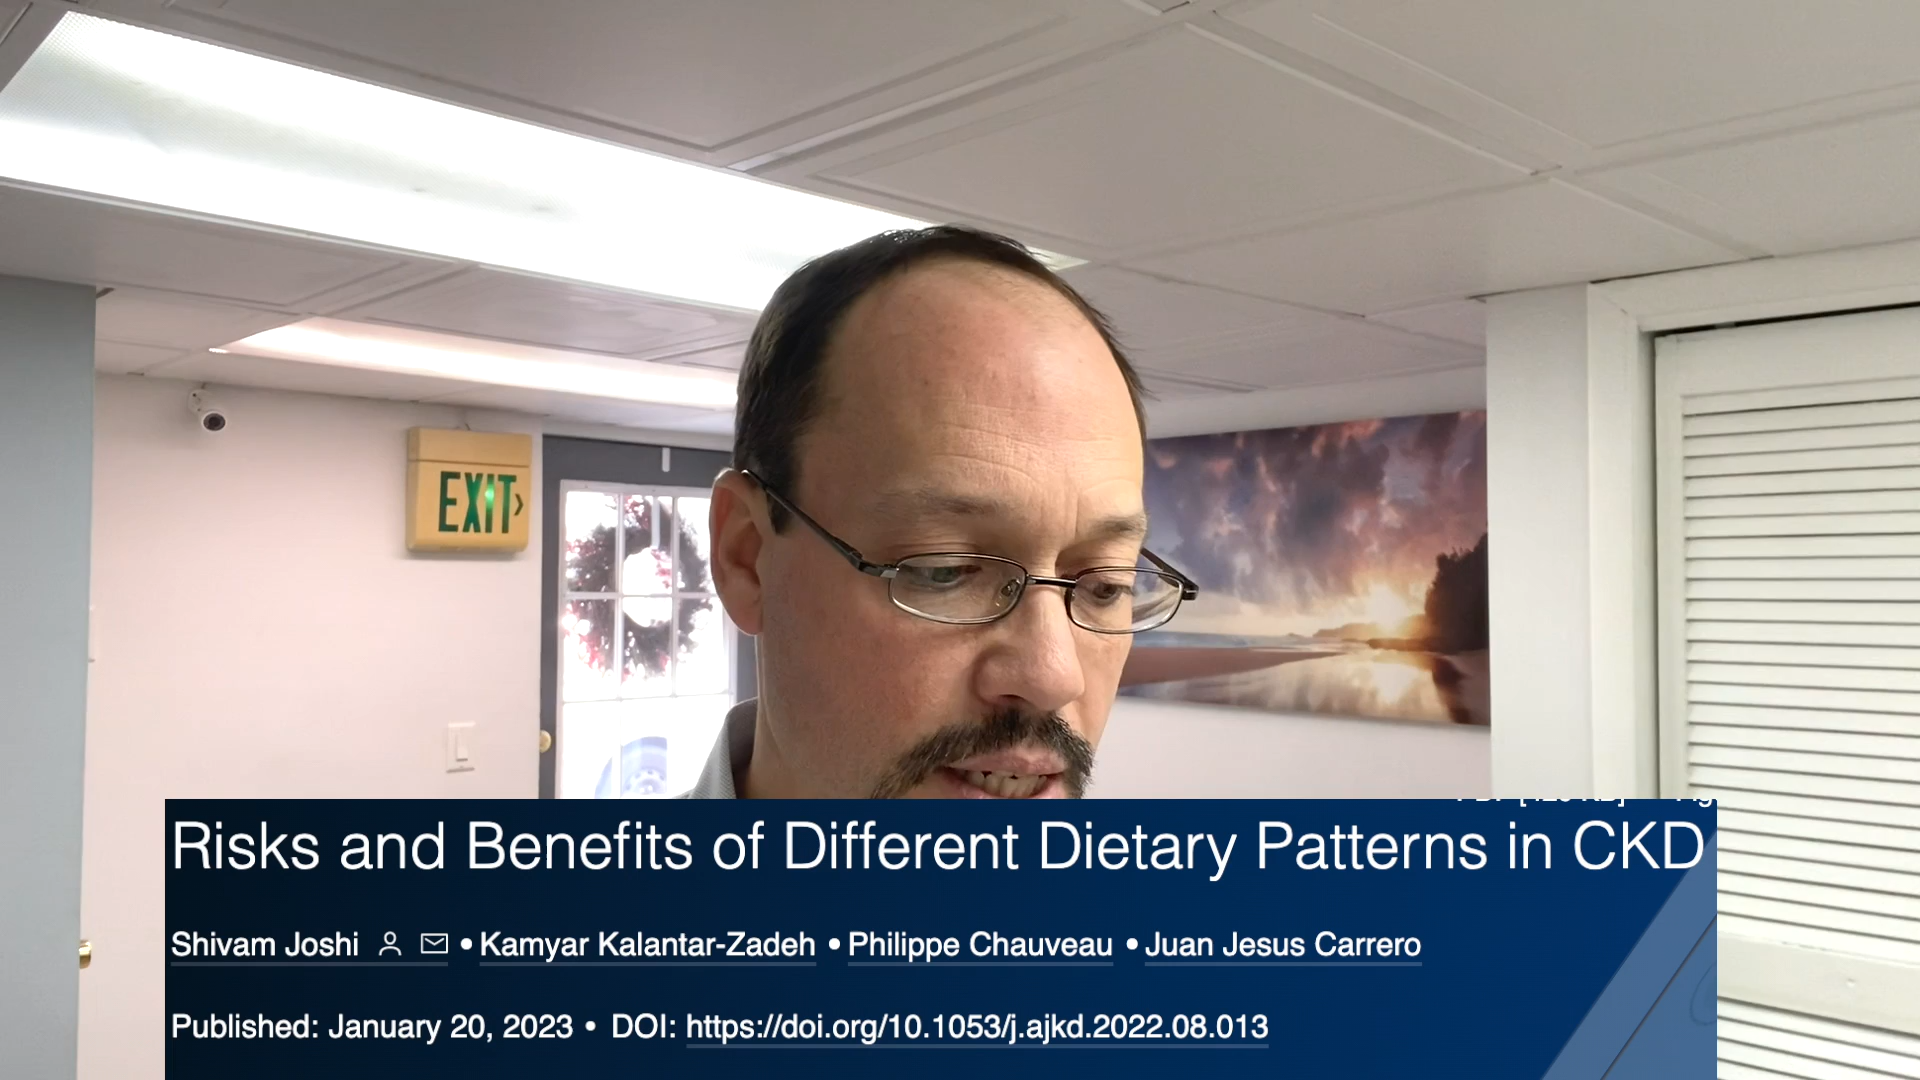 EXIT
Risks and Benefits of Different Dietary Patterns in CKD
Shivam Joshi • Kamyar Kalantar-Zadeh • Philippe Chauveau • Juan Jesus Carrero
Published: January 20, 2023 • DOI: https://doi.org/10.1053/j.ajkd.2022.08.013